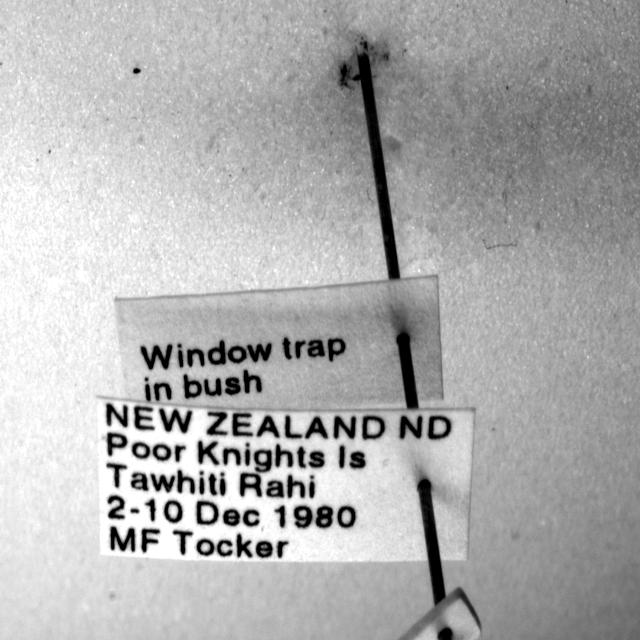 Window trap
in bush
NEW ZEALAND ND
Poor Knights Is
Tawhiti Rahi
2-10 Dec 1980
MF Tocker